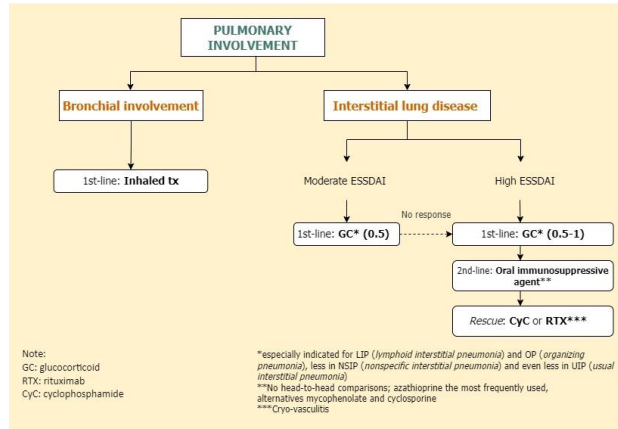 PULMONARY
INVOLVEMENT
Bronchial involvement
Interstitial lung disease
1st-line: Inhaled tx
Moderate ESSDAI
High ESSDAI
No response
1st-line: GC* (0.5)
1st-line: GC* (0.5-1)
2nd-line: Oral immunosuppressive
agent**
Rescue: CyC or RTX***
Note:
GC: glucocorticoid
RTX: rituximab
CyC: cyclophosphamide
*especially indicated for LIP (lymphoid interstitial pneumonia) and OP (organizing
pneumonia), less in NSIP (nonspecific interstitial pneumonia) and even less in UIP (usual
interstitial pneumonia)
**No head-to-head comparisons; azathioprine the most frequently used,
alternatives mycophenolate and cyclosporine
***Cryo-vasculitis